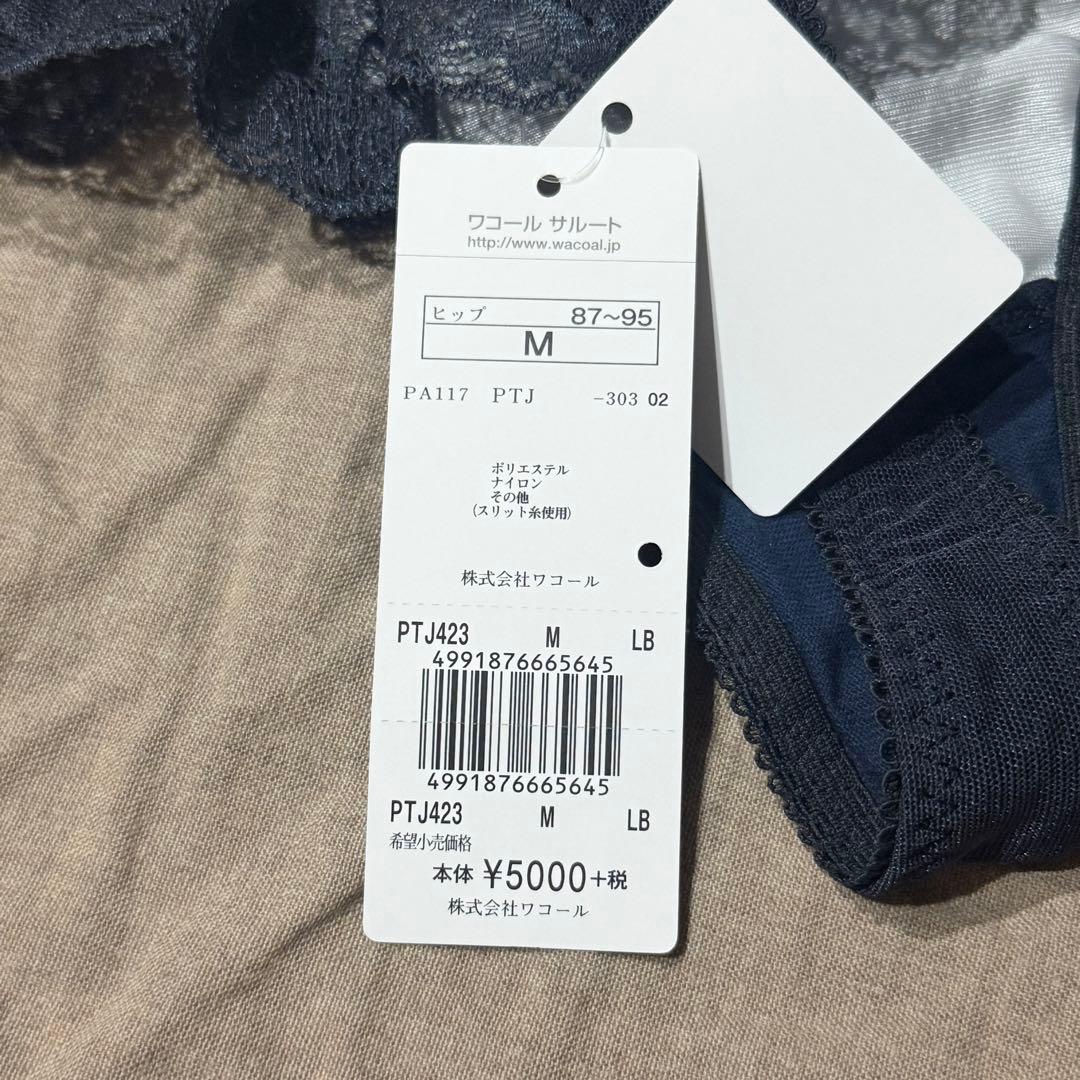 ワコール サルート
http://www.wacoal.jp
ヒップ 87〜95
M
PA117 PTJ -303 02
ポリエステル
ナイロン
その他
(スリット糸使用)
株式会社ワコール
PTJ423 M LB
4991876665645
4991876665645
PTJ423 M LB
希望小売価格
本体 ¥5000+税
株式会社ワコール